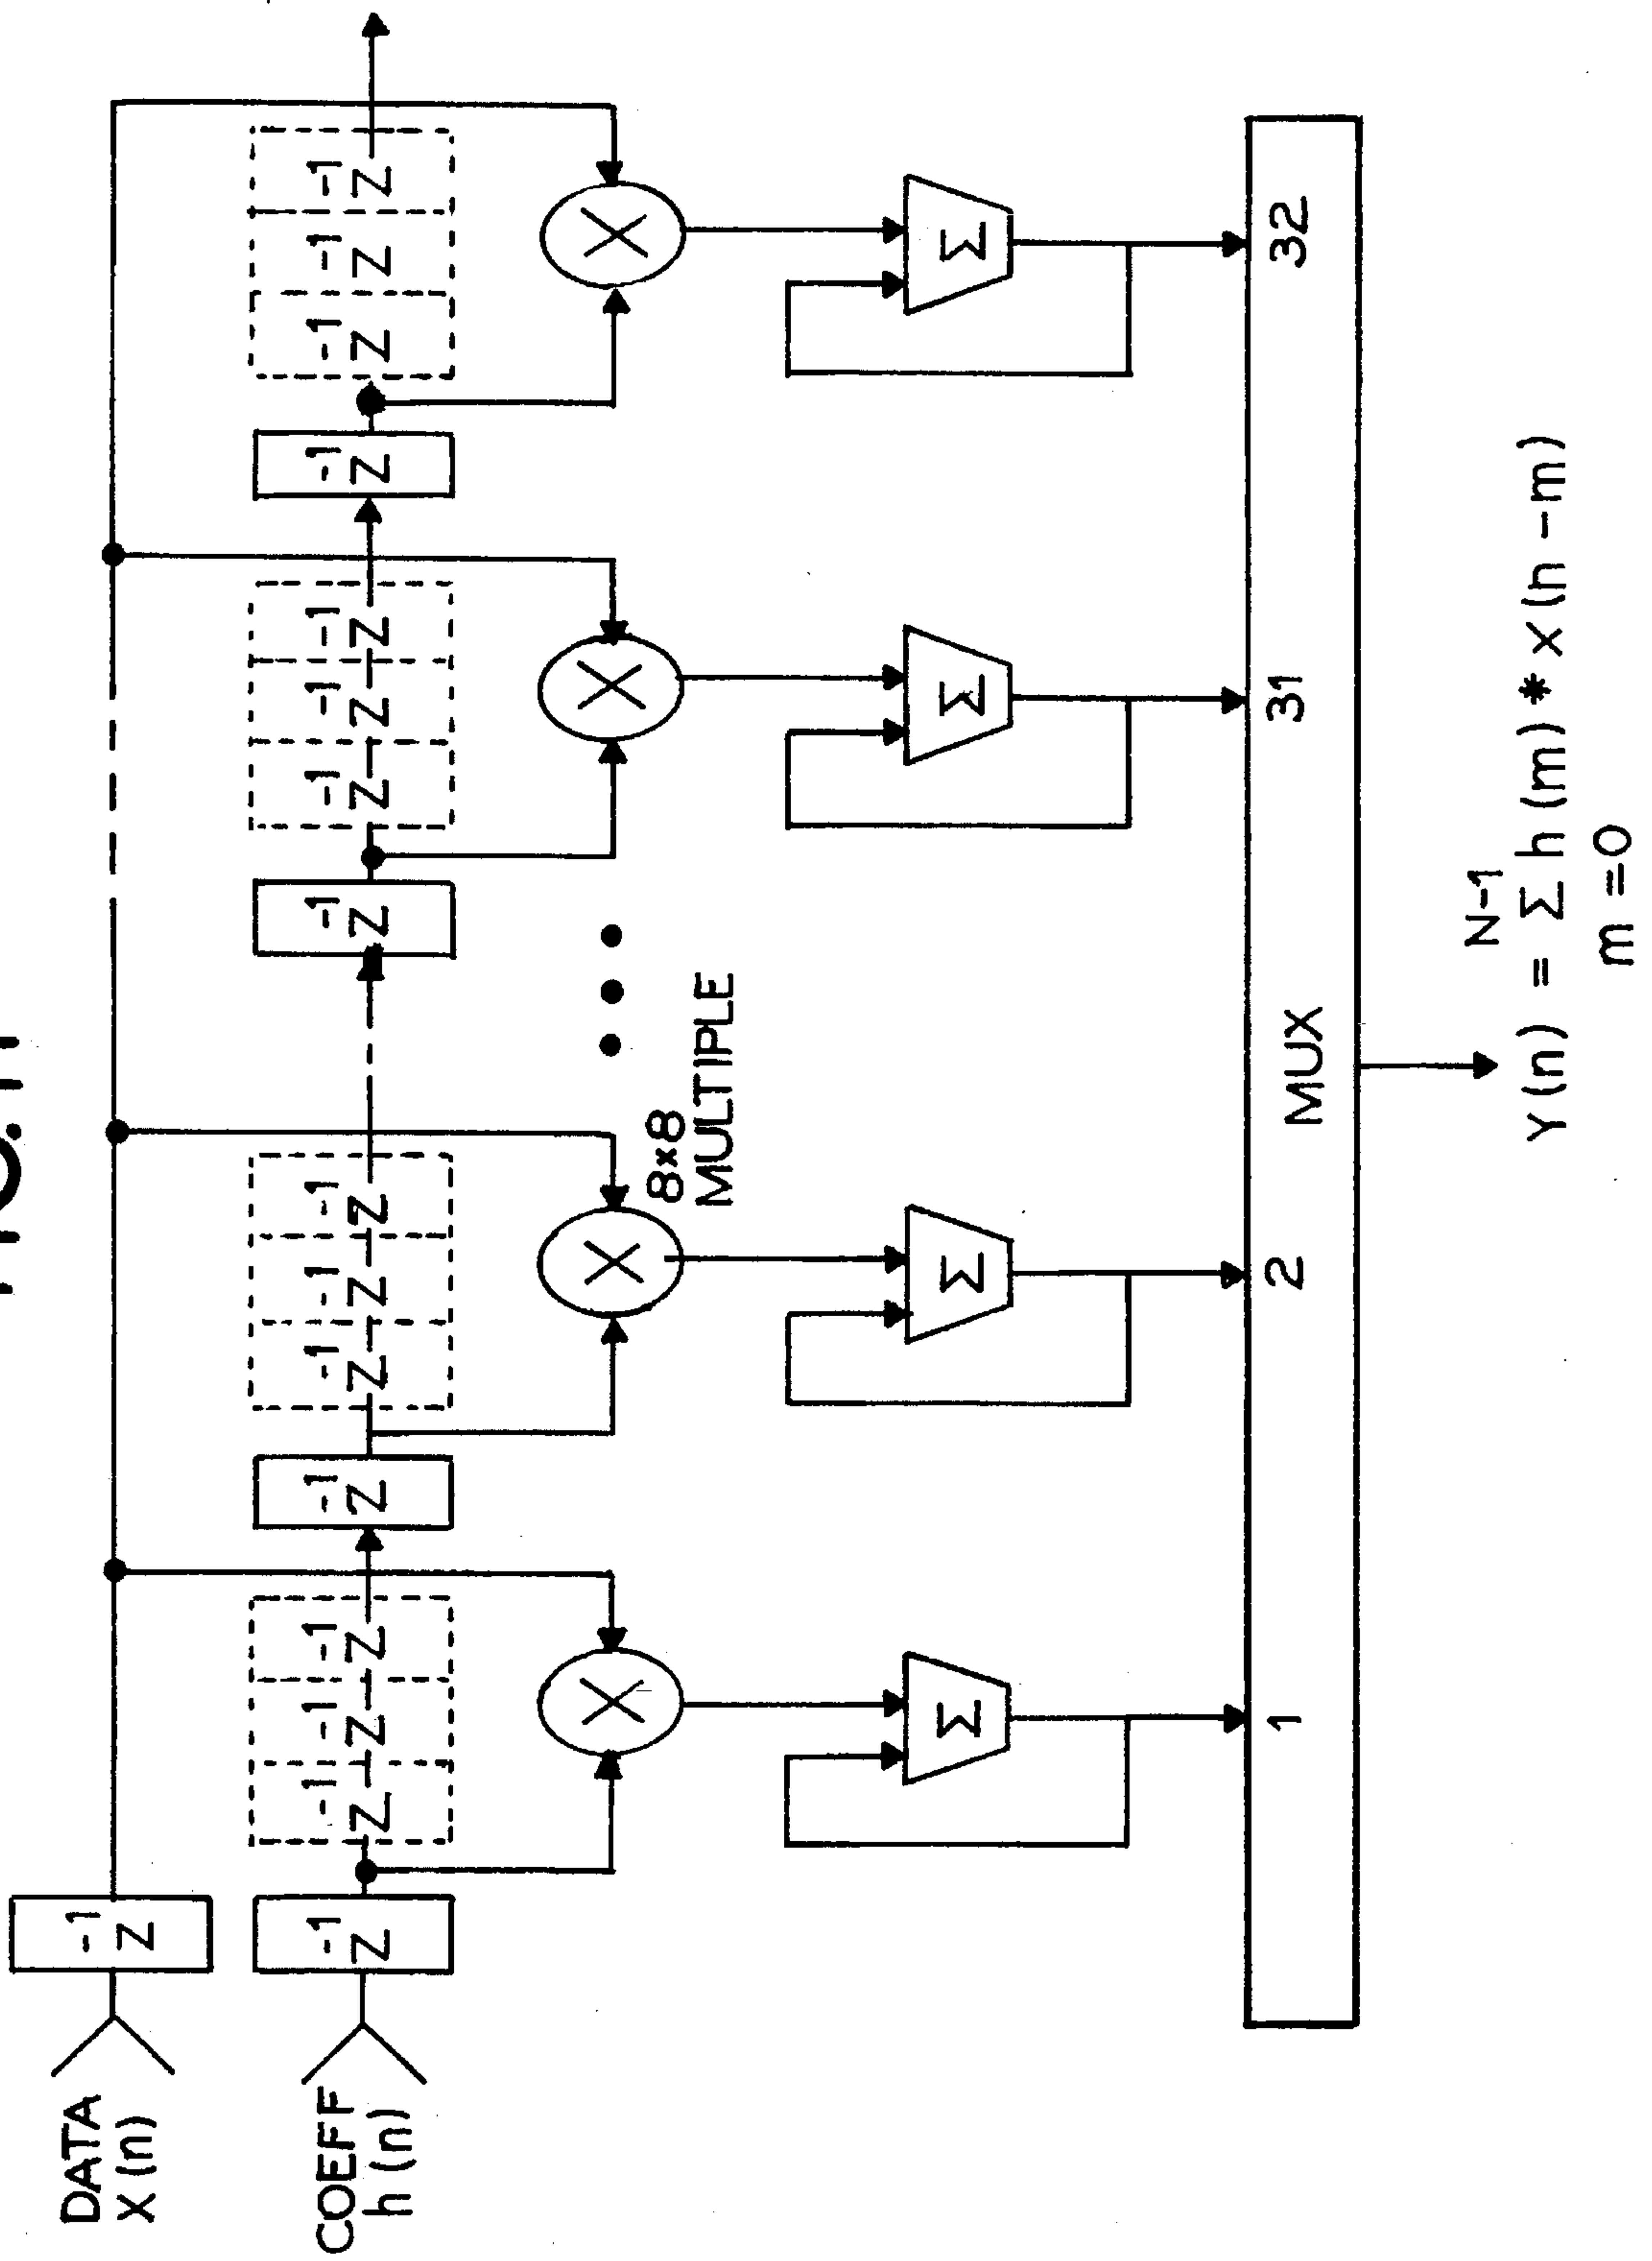 DATA
X(n)
-1
Z
COEFF
h(n)
-1
Z
-1
Z
-1
Z
-1
Z
-1
Z
-1
Z
-1
Z
-1
Z
-1
Z
-1
Z
-1
Z
-1
Z
-1
Z
-1
Z
-1
Z
-1
Z
X
X
X
X
8×8
MULTIPLE
Σ
Σ
Σ
Σ
1
2
31
32
MUX
N-1
Y(n) = Σ h(m)* x(h-m)
m=0